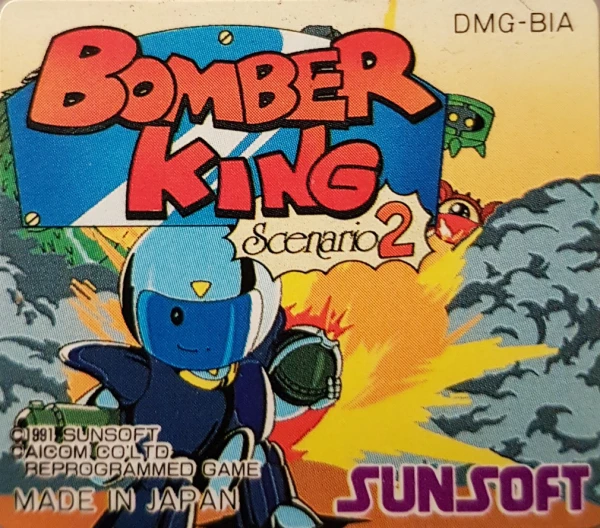 DMG-BIA
BOMBER
KING
Scenario 2
©1991 SUNSOFT
©AICOM CO.LTD
REPROGRAMMED GAME
MADE IN JAPAN
SUNSOFT